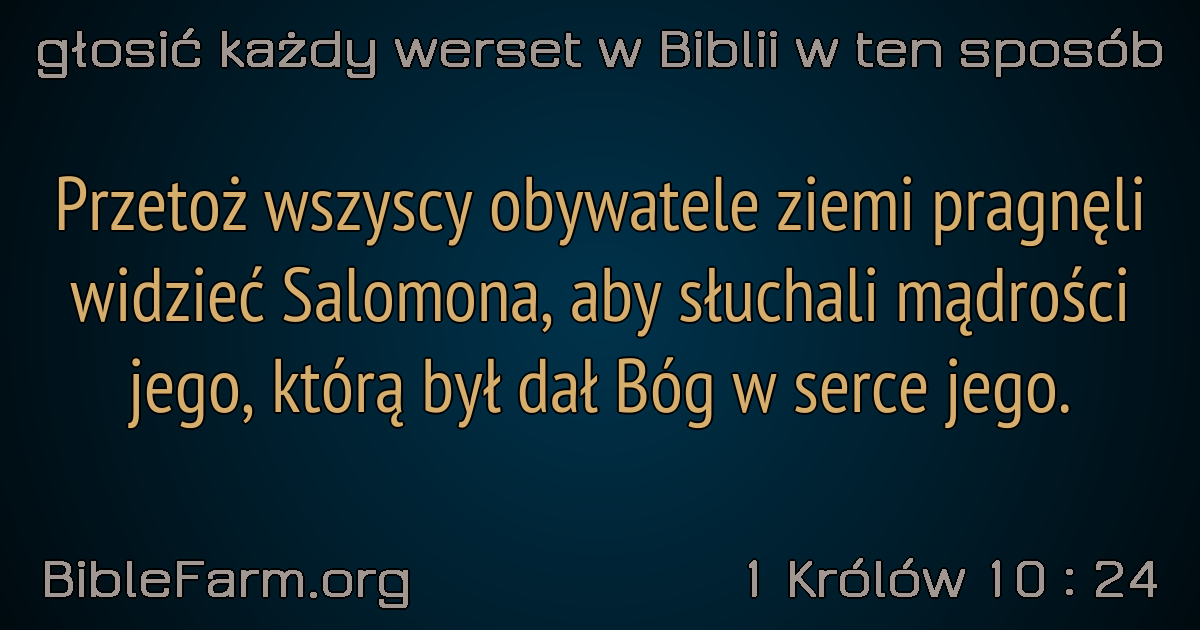 głosić każdy werset w Biblii w ten sposób
Przetoż wszyscy obywatele ziemi pragnęli
widzieć Salomona, aby słuchali mądrości
jego, którą był dał Bóg w serce jego.
BibleFarm.org
1 Królów 10 : 24